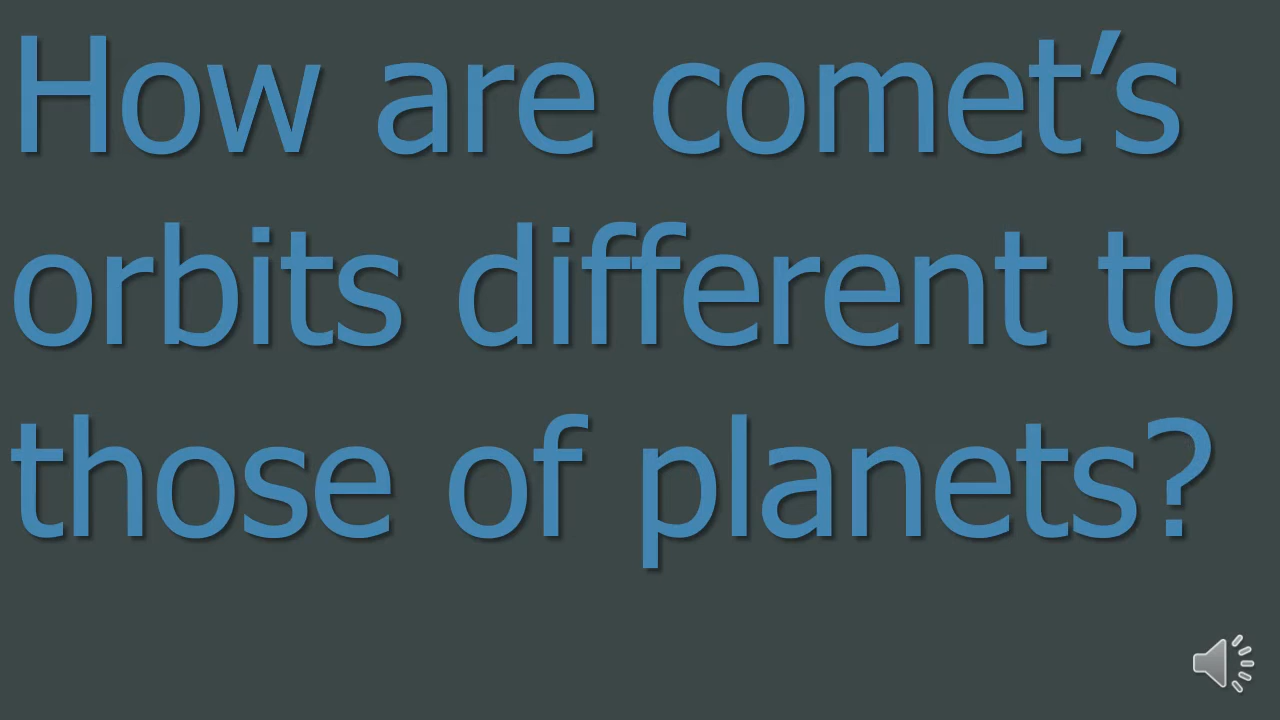 How are comet’s
orbits different to
those of planets?